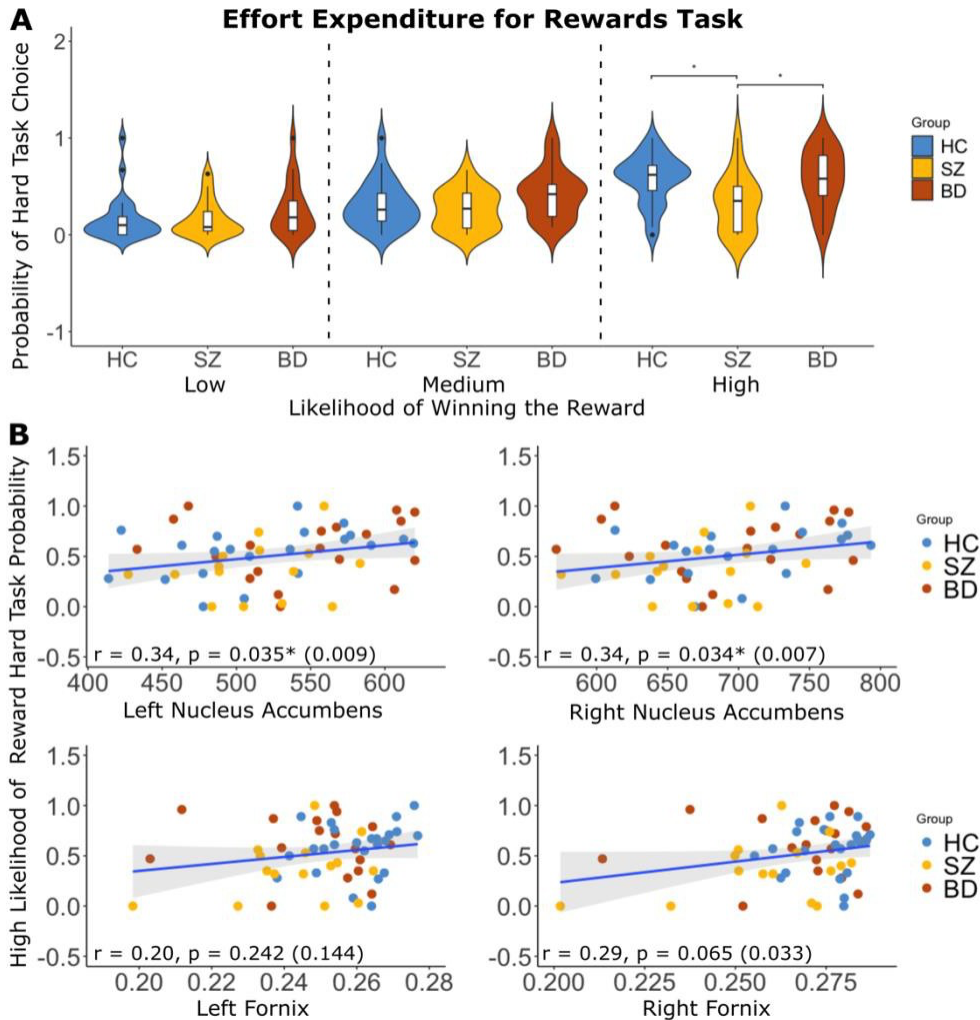 A
Effort Expenditure for Rewards Task
Probability of Hard Task Choice
2
1
0
-1
* *
Group
HC
SZ
BD
HC SZ BD HC SZ BD HC SZ BD
Low Medium High
Likelihood of Winning the Reward
B
High Likelihood of Reward Hard Task Probability
1.5
1.0
0.5
0.0
-0.5
r = 0.34, p = 0.035* (0.009)
400 450 500 550 600
Left Nucleus Accumbens
1.5
1.0
0.5
0.0
-0.5
r = 0.34, p = 0.034* (0.007)
600 650 700 750 800
Right Nucleus Accumbens
Group
HC
SZ
BD
1.5
1.0
0.5
0.0
-0.5
r = 0.20, p = 0.242 (0.144)
0.20 0.22 0.24 0.26 0.28
Left Fornix
1.5
1.0
0.5
0.0
-0.5
r = 0.29, p = 0.065 (0.033)
0.200 0.225 0.250 0.275
Right Fornix
Group
HC
SZ
BD